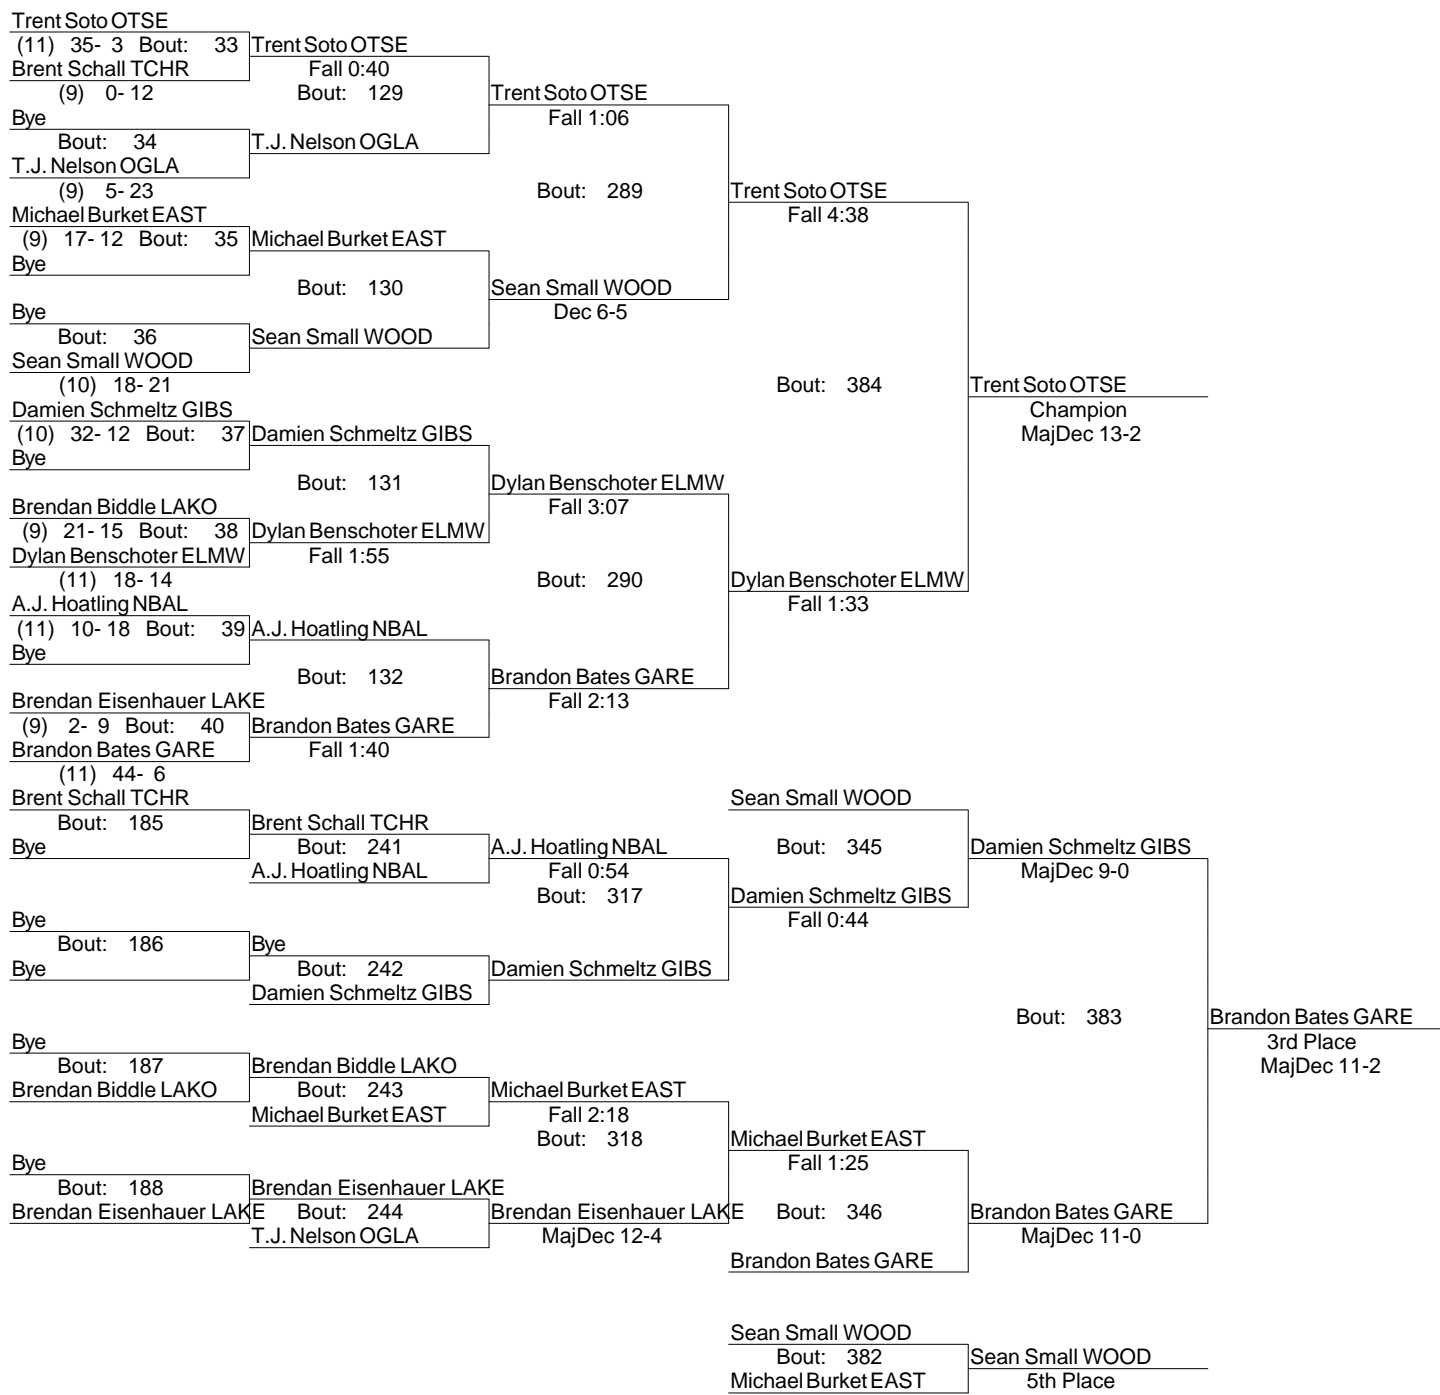 Trent Soto OTSE
(11) 35- 3 Bout: 33 Trent Soto OTSE
Brent Schall TCHR Fall 0:40
(9) 0- 12 Bout: 129 Trent Soto OTSE
Bye Fall 1:06
Bout: 34 T.J. Nelson OGLA
T.J. Nelson OGLA
(9) 5- 23 Bout: 289 Trent Soto OTSE
Michael Burket EAST Fall 4:38
(9) 17- 12 Bout: 35 Michael Burket EAST
Bye
Bout: 130 Sean Small WOOD
Bye Dec 6-5
Bout: 36 Sean Small WOOD
Sean Small WOOD
(10) 18- 21 Bout: 384 Trent Soto OTSE
Damien Schmeltz GIBS Champion
(10) 32- 12 Bout: 37 Damien Schmeltz GIBS MajDec 13-2
Bye
Bout: 131 Dylan Benschoter ELMW
Brendan Biddle LAKO Fall 3:07
(9) 21- 15 Bout: 38 Dylan Benschoter ELMW
Dylan Benschoter ELMW Fall 1:55
(11) 18- 14 Bout: 290 Dylan Benschoter ELMW
A.J. Hoatling NBAL Fall 1:33
(11) 10- 18 Bout: 39 A.J. Hoatling NBAL
Bye
Bout: 132 Brandon Bates GARE
Brendan Eisenhauer LAKE Fall 2:13
(9) 2- 9 Bout: 40 Brandon Bates GARE
Brandon Bates GARE Fall 1:40
(11) 44- 6
Brent Schall TCHR Sean Small WOOD
Bout: 185 Brent Schall TCHR
Bye Bout: 241 A.J. Hoatling NBAL Bout: 345 Damien Schmeltz GIBS
A.J. Hoatling NBAL Fall 0:54 MajDec 9-0
Bout: 317 Damien Schmeltz GIBS
Bye Fall 0:44
Bout: 186 Bye
Bye Bout: 242 Damien Schmeltz GIBS
Damien Schmeltz GIBS
Bout: 383 Brandon Bates GARE
Bye 3rd Place
Bout: 187 Brendan Biddle LAKO MajDec 11-2
Brendan Biddle LAKO Bout: 243 Michael Burket EAST
Michael Burket EAST Fall 2:18
Bout: 318 Michael Burket EAST
Bye Fall 1:25
Bout: 188 Brendan Eisenhauer LAKE
Brendan Eisenhauer LAKE Bout: 244 Brendan Eisenhauer LAKE Bout: 346 Brandon Bates GARE
T.J. Nelson OGLA MajDec 12-4 MajDec 11-0
Brandon Bates GARE
Sean Small WOOD
Bout: 382 Sean Small WOOD
Michael Burket EAST 5th Place